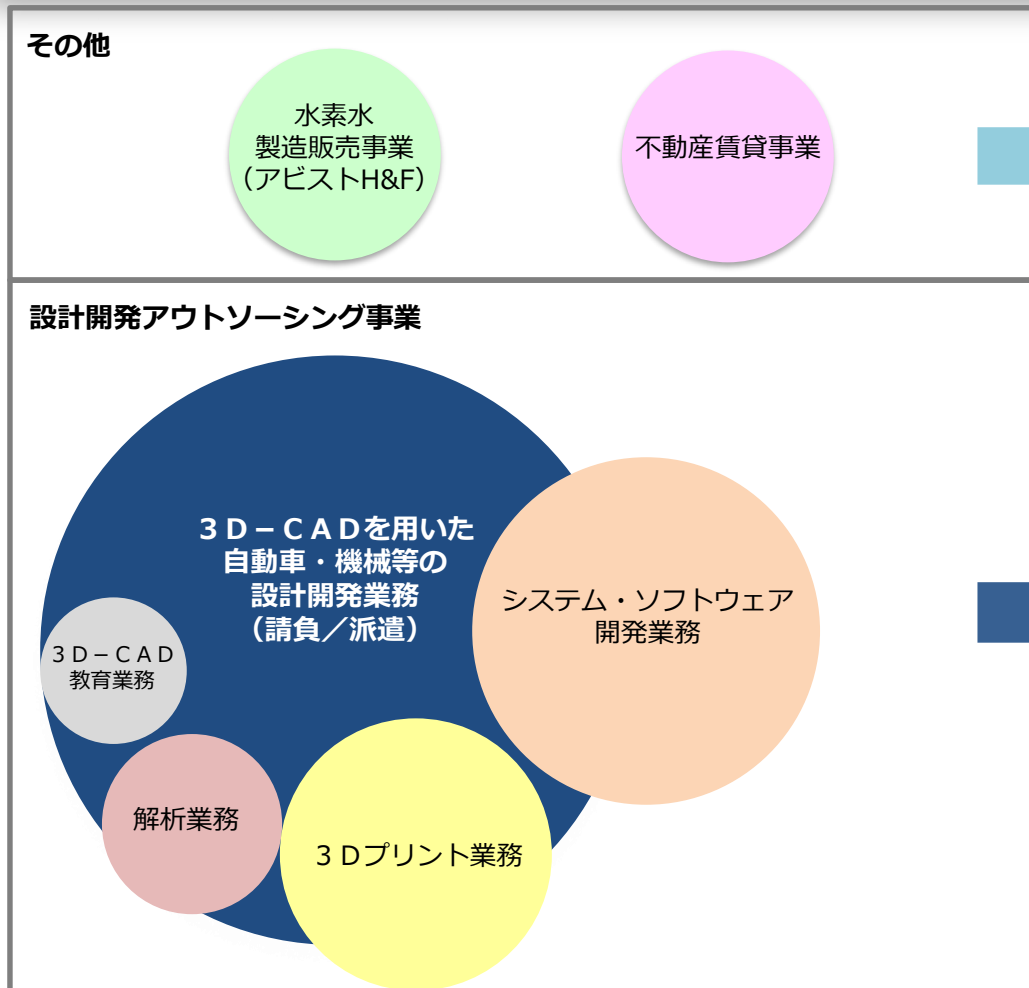 その他
水素水
製造販売事業
（アビストH&F）
不動産賃貸事業
設計開発アウトソーシング事業
３Ｄ－ＣＡＤを用いた
自動車・機械等の
設計開発業務
（請負／派遣）
システム・ソフトウェア
開発業務
３Ｄ－ＣＡＤ
教育業務
解析業務
３Ｄプリント業務